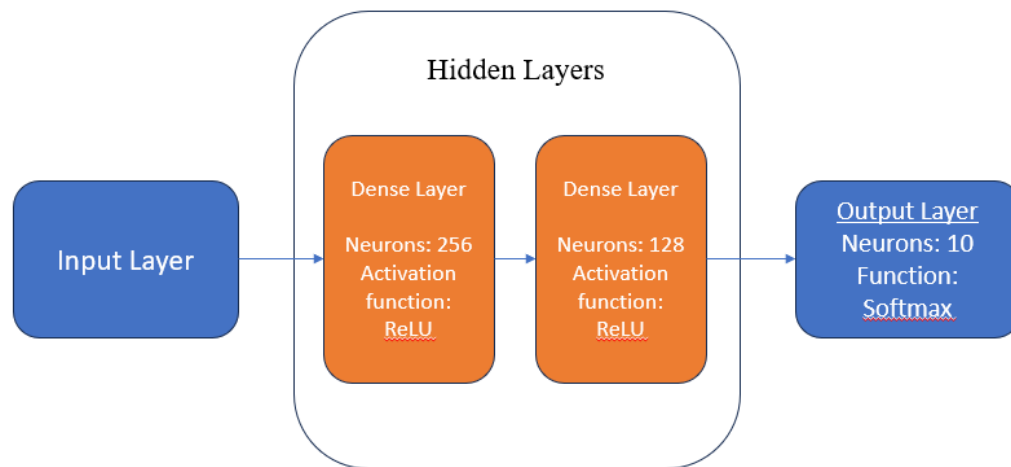 Hidden Layers
Input Layer
Dense Layer
Neurons: 256
Activation
function:
ReLU
Dense Layer
Neurons: 128
Activation
function:
ReLU
Output Layer
Neurons: 10
Function:
Softmax